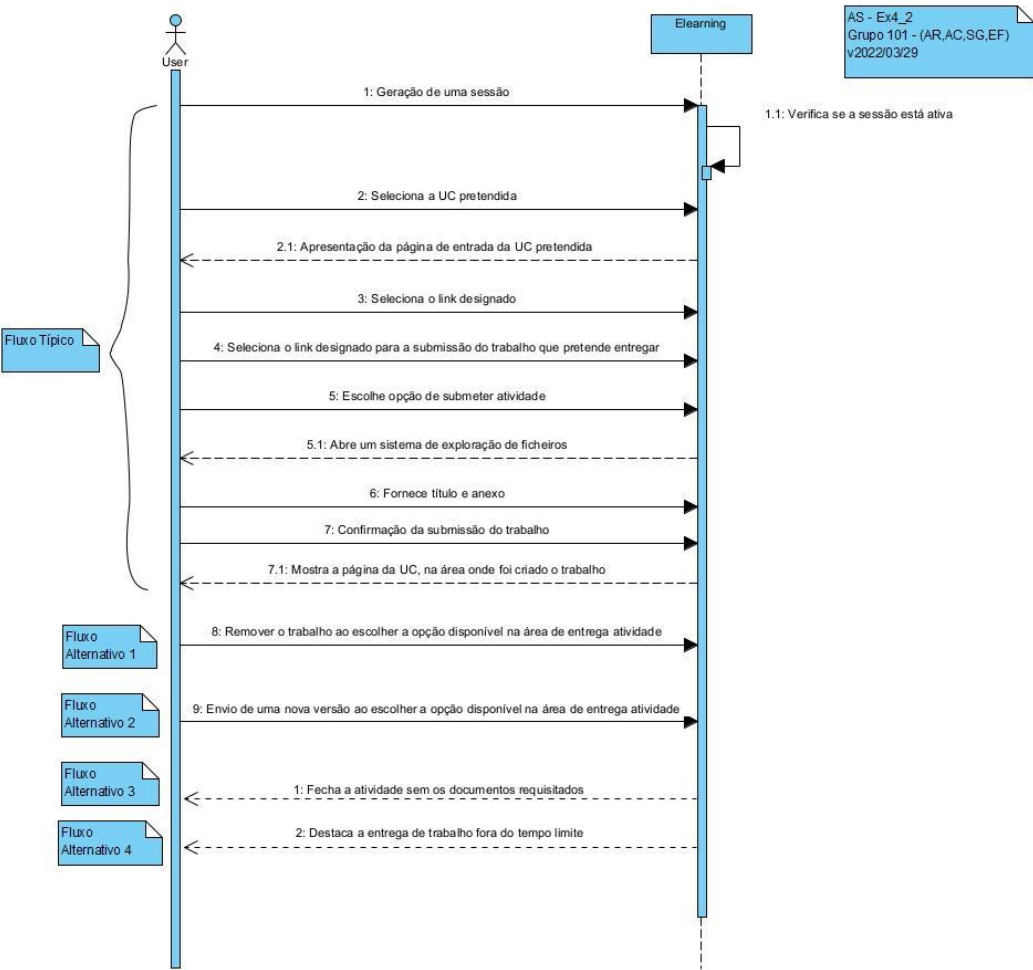 AS - Ex4_2
Grupo 101 - (AR,AC,SG,EF)
v2022/03/29
User
Elearning
1: Geração de uma sessão
1.1: Verifica se a sessão está ativa
2: Seleciona a UC pretendida
2.1: Apresentação da página de entrada da UC pretendida
3: Seleciona o link designado
Fluxo Típico
4: Seleciona o link designado para a submissão do trabalho que pretende entregar
5: Escolhe opção de submeter atividade
5.1: Abre um sistema de exploração de ficheiros
6: Fornece título e anexo
7: Confirmação da submissão do trabalho
7.1: Mostra a página da UC, na área onde foi criado o trabalho
Fluxo
Alternativo 1
8: Remover o trabalho ao escolher a opção disponível na área de entrega atividade
Fluxo
Alternativo 2
9: Envio de uma nova versão ao escolher a opção disponível na área de entrega atividade
Fluxo
Alternativo 3
1: Fecha a atividade sem os documentos requisitados
Fluxo
Alternativo 4
2: Destaca a entrega de trabalho fora do tempo limite